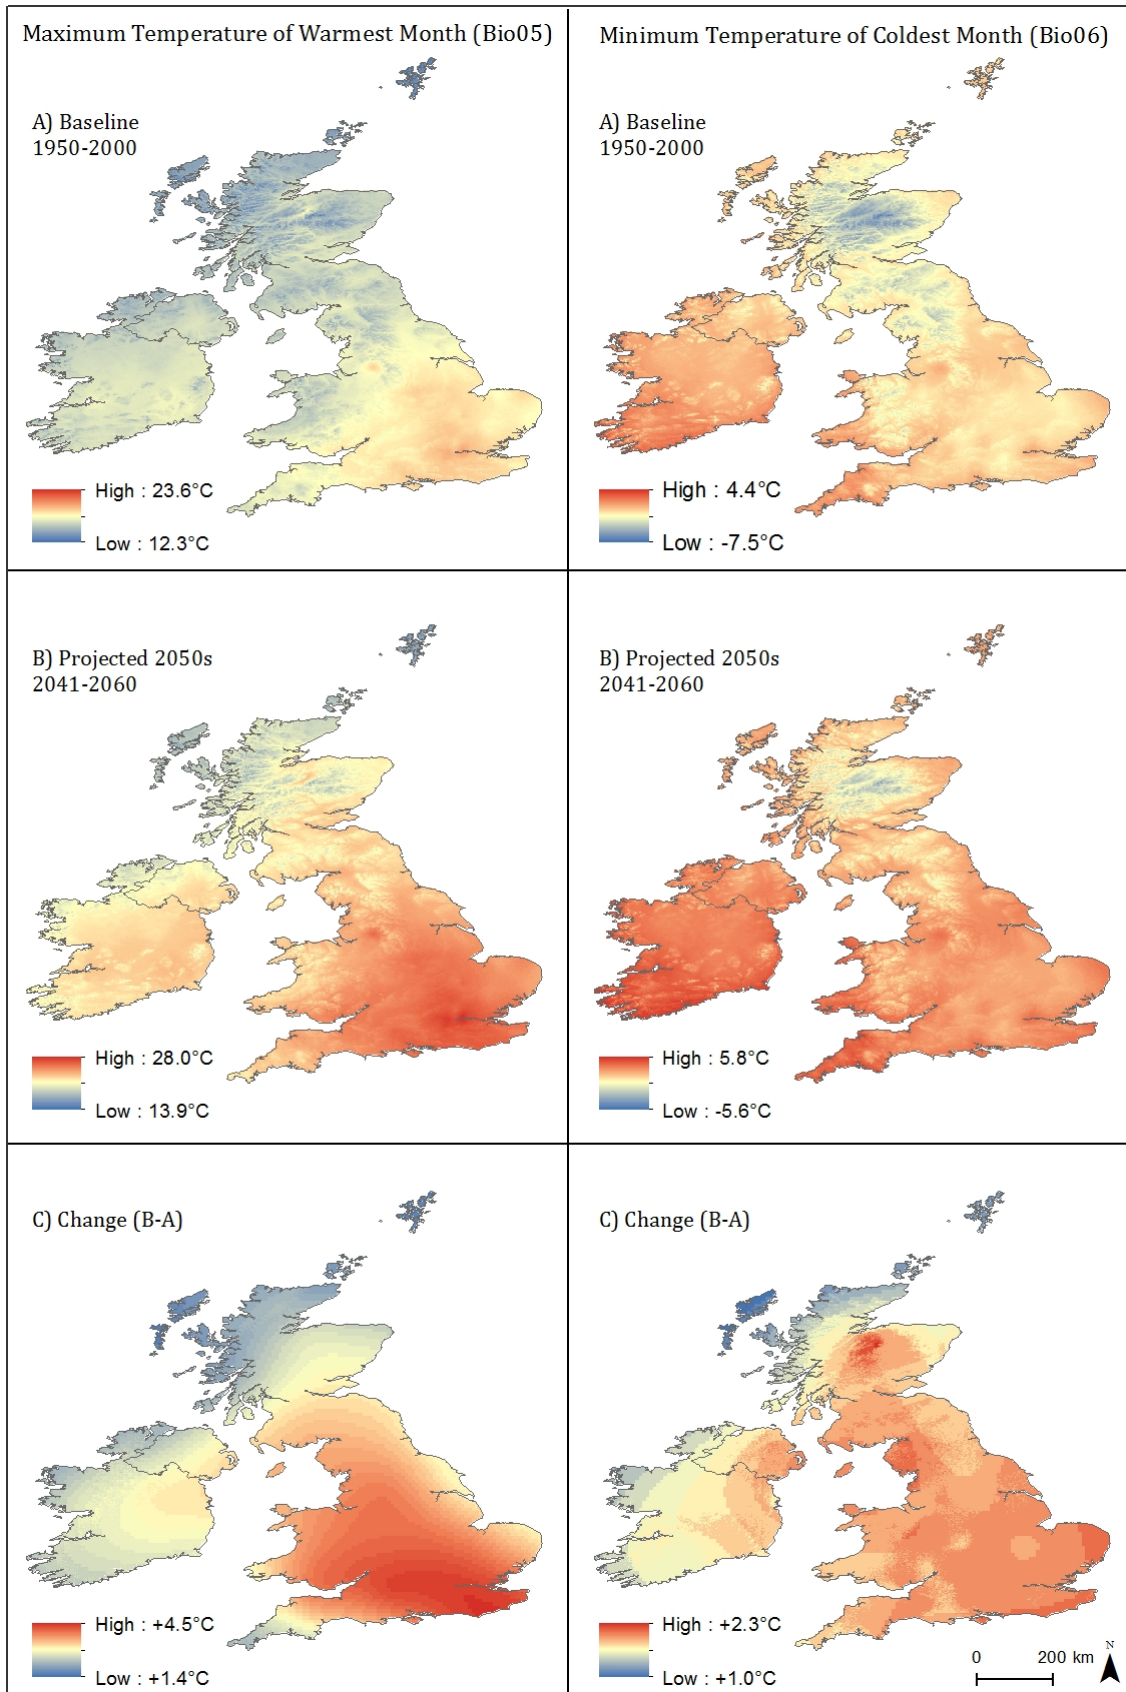 Maximum Temperature of Warmest Month (Bio05)
Minimum Temperature of Coldest Month (Bio06)
A) Baseline
1950-2000
High : 23.6°C
Low : 12.3°C
A) Baseline
1950-2000
High : 4.4°C
Low : -7.5°C
B) Projected 2050s
2041-2060
High : 28.0°C
Low : 13.9°C
B) Projected 2050s
2041-2060
High : 5.8°C
Low : -5.6°C
C) Change (B-A)
High : +4.5°C
Low : +1.4°C
C) Change (B-A)
High : +2.3°C
Low : +1.0°C
0 200 km
N